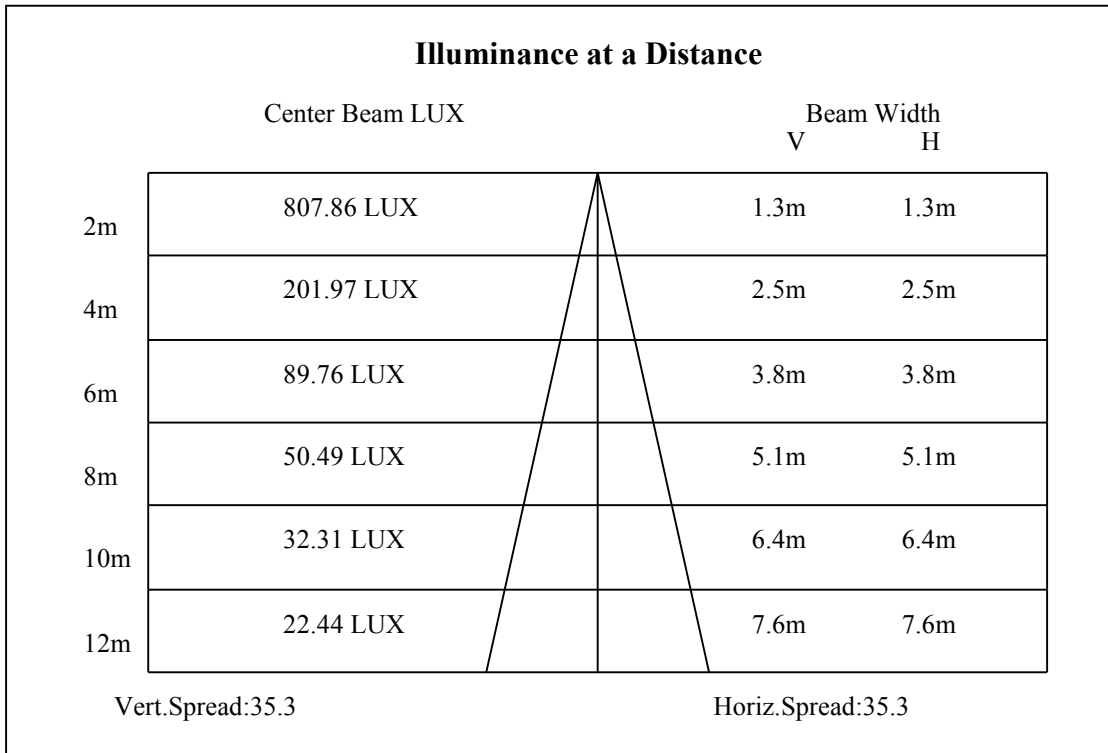 Illuminance at a Distance
Center Beam LUX Beam Width
V H
2m 807.86 LUX 1.3m 1.3m
4m 201.97 LUX 2.5m 2.5m
6m 89.76 LUX 3.8m 3.8m
8m 50.49 LUX 5.1m 5.1m
10m 32.31 LUX 6.4m 6.4m
12m 22.44 LUX 7.6m 7.6m
Vert.Spread:35.3 Horiz.Spread:35.3